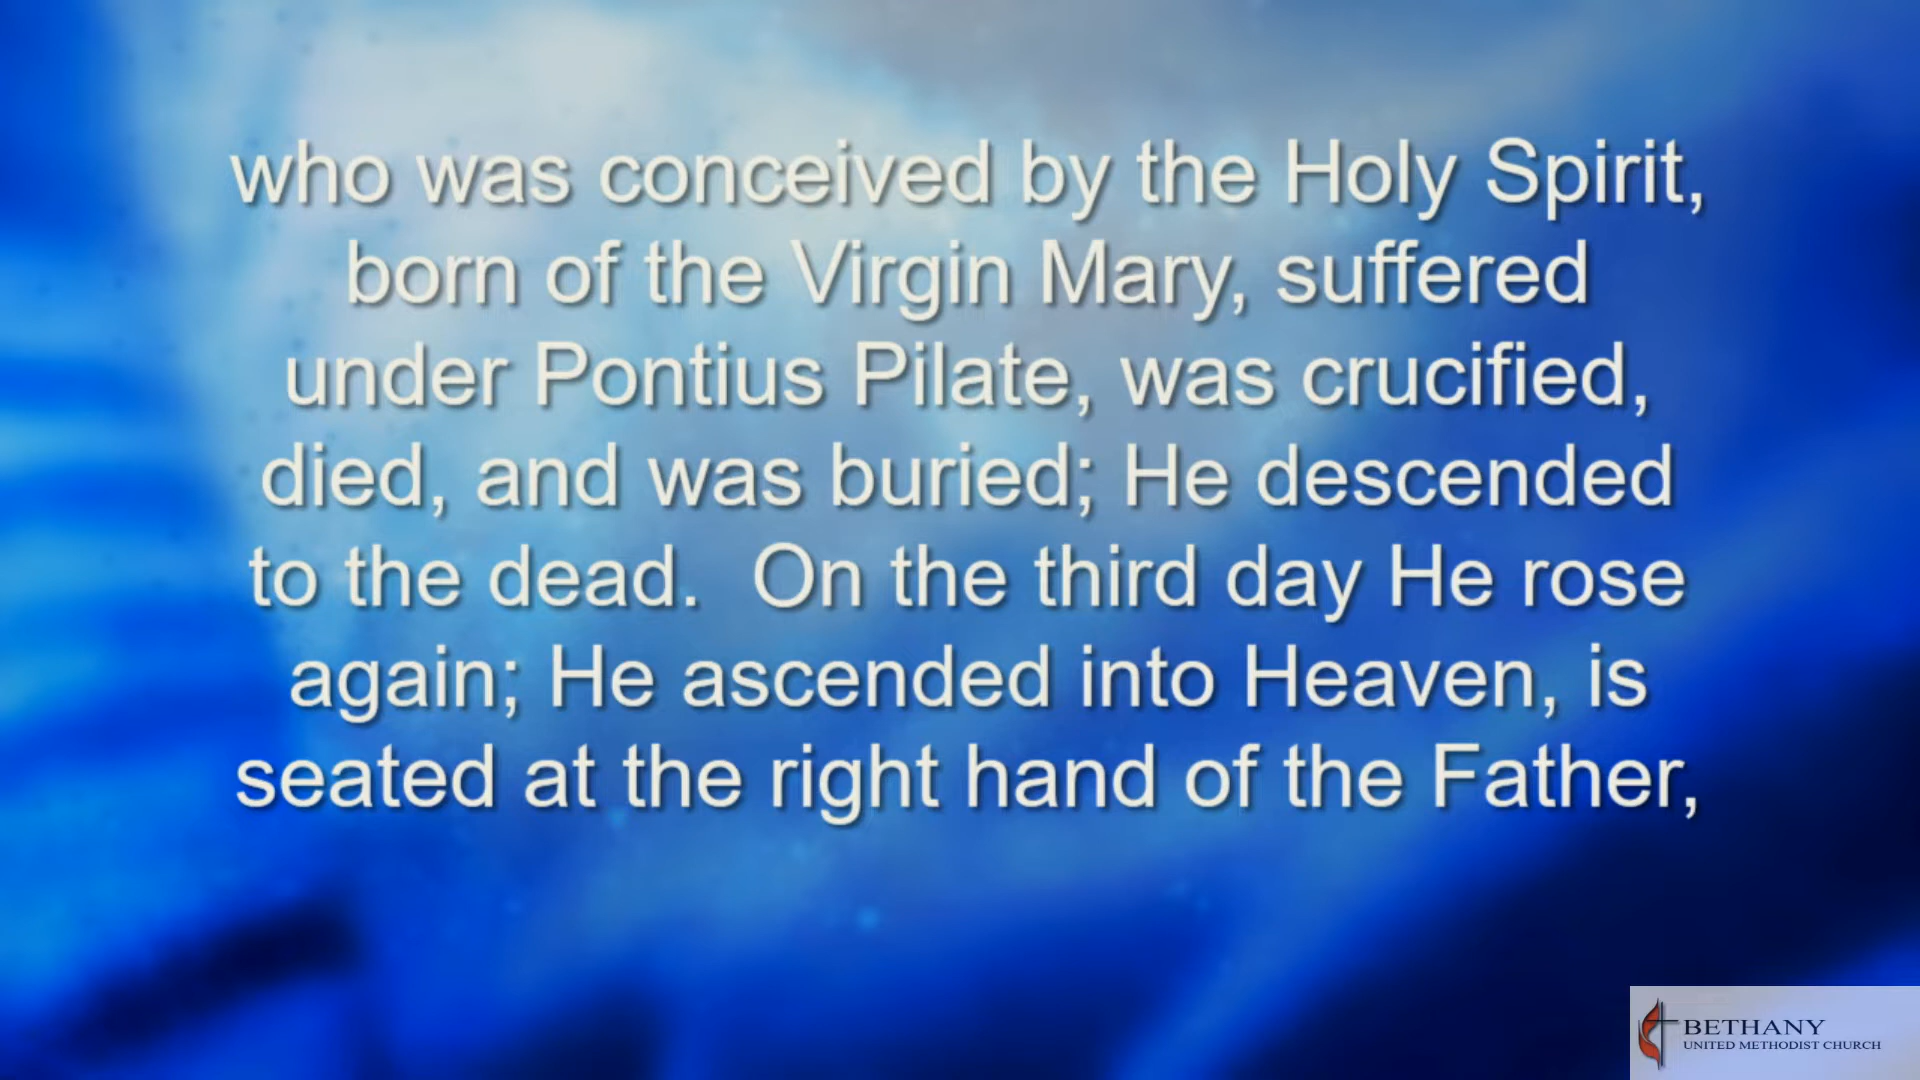 who was conceived by the Holy Spirit,
born of the Virgin Mary, suffered
under Pontius Pilate, was crucified,
died, and was buried; He descended
to the dead.  On the third day He rose
again; He ascended into Heaven, is
seated at the right hand of the Father,
BETHANY
UNITED METHODIST CHURCH